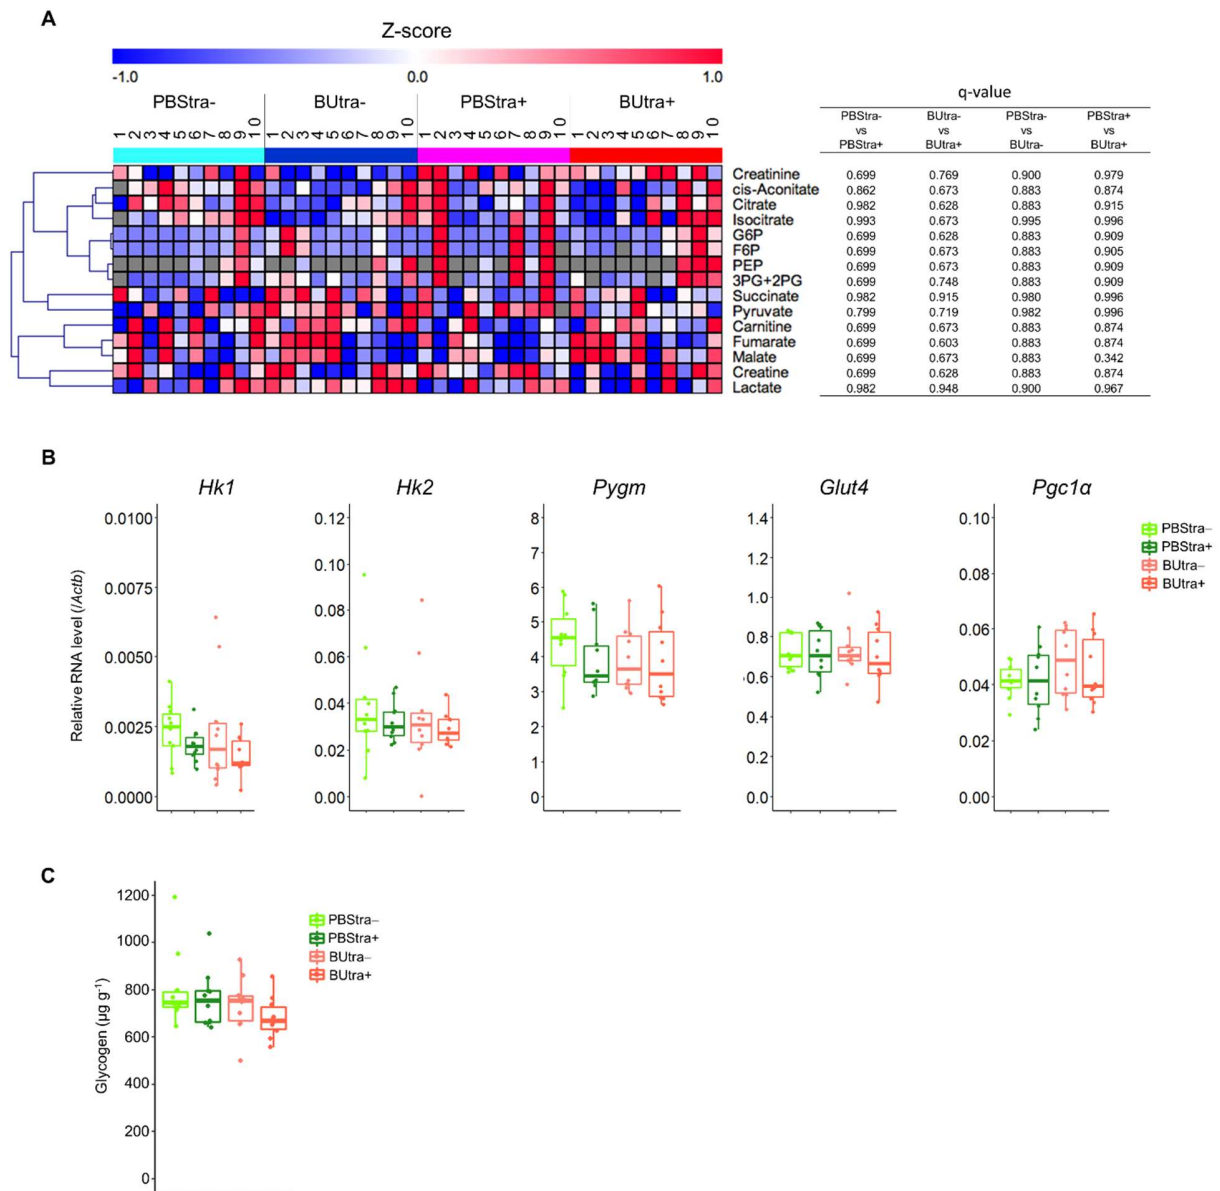 A
Z-score
-1.0 0.0 1.0
PBStra- BUtra- PBStra+ BUtra+
1 2 3 4 5 6 7 8 9 10 1 2 3 4 5 6 7 8 9 10 1 2 3 4 5 6 7 8 9 10 1 2 3 4 5 6 7 8 9 10
q-value
PBStra- BUtra- PBStra- PBStra+
vs vs vs vs
PBStra+ BUtra+ BUtra- BUtra+
Creatinine 0.699 0.769 0.900 0.979
cis-Aconitate 0.862 0.673 0.883 0.874
Citrate 0.982 0.628 0.883 0.915
Isocitrate 0.993 0.673 0.995 0.996
G6P 0.699 0.628 0.883 0.909
F6P 0.699 0.673 0.883 0.905
PEP 0.699 0.673 0.883 0.909
3PG+2PG 0.699 0.748 0.883 0.909
Succinate 0.982 0.915 0.980 0.996
Pyruvate 0.799 0.719 0.982 0.996
Carnitine 0.699 0.673 0.883 0.874
Fumarate 0.699 0.603 0.883 0.874
Malate 0.699 0.673 0.883 0.342
Creatine 0.699 0.628 0.883 0.874
Lactate 0.982 0.948 0.900 0.967
B
Relative RNA level (/Actb)
Hk1
0.0100
0.0075
0.0050
0.0025
0.0000
Hk2
0.12
0.10
0.08
0.06
0.04
0.02
0.00
Pygm
8
7
6
5
4
3
2
1
0
Glut4
1.4
1.2
1.0
0.8
0.6
0.4
0.2
0.0
Pgc1α
0.10
0.08
0.06
0.04
0.02
0.00
PBStra–
PBStra+
BUtra–
BUtra+
C
Glycogen (µg g-1)
1200
1000
800
600
400
200
0
PBStra–
PBStra+
BUtra–
BUtra+